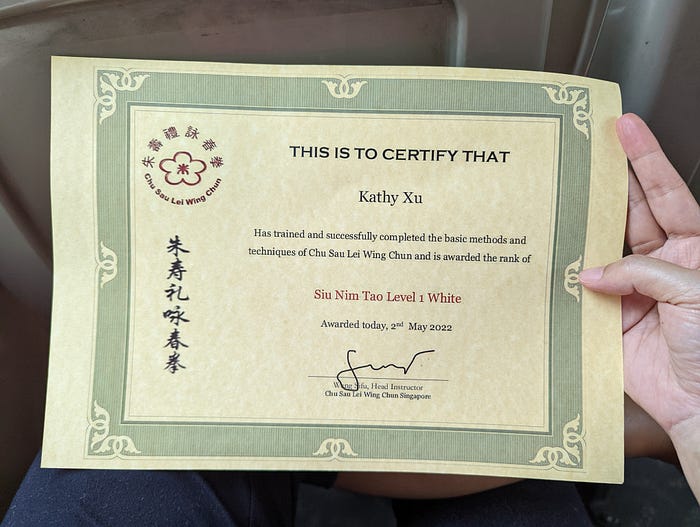 朱壽禮詠春拳
Chu Sau Lei Wing Chun
朱寿礼咏春拳
THIS IS TO CERTIFY THAT
Kathy Xu
Has trained and successfully completed the basic methods and
techniques of Chu Sau Lei Wing Chun and is awarded the rank of
Siu Nim Tao Level 1 White
Awarded today, 2nd May 2022
Sifu, Head Instructor
Chu Sau Lei Wing Chun Singapore